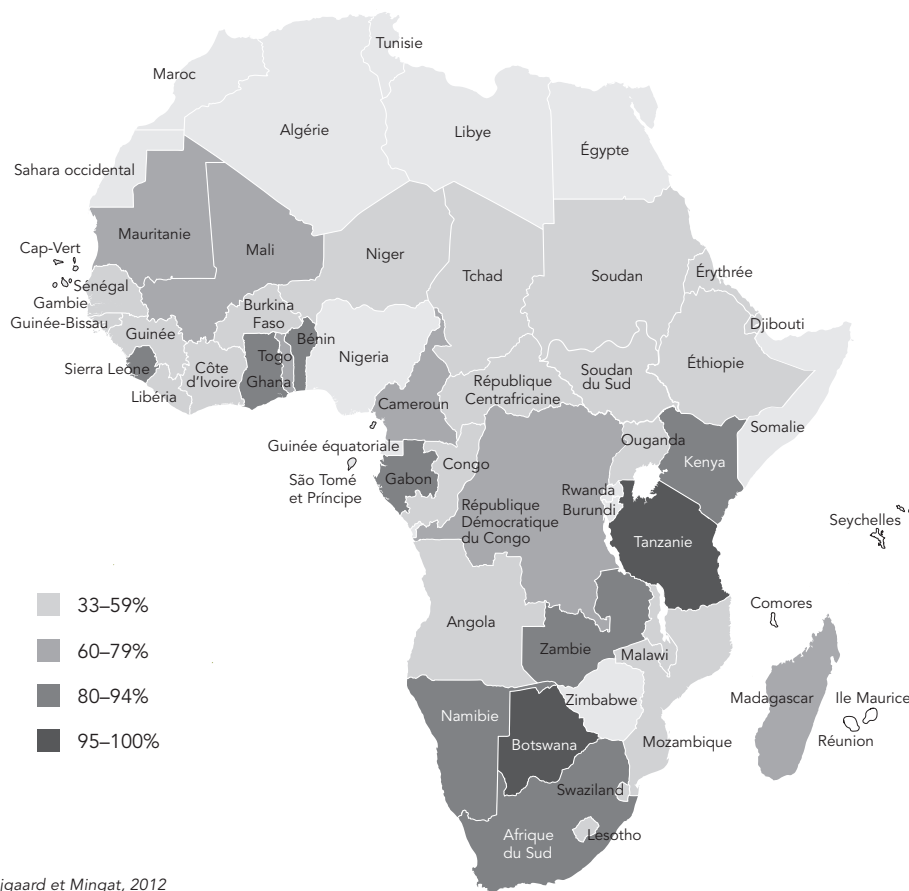 Tunisie
Maroc
Algérie
Libye
Égypte
Sahara occidental
Mauritanie
Mali
Niger
Tchad
Soudan
Érythrée
Cap-Vert
Sénégal
Gambie
Guinée-Bissau
Guinée
Sierra Leone
Libéria
Côte
d'Ivoire
Burkina
Faso
Ghana
Togo
Bénin
Nigeria
Djibouti
Éthiopie
Soudan
du Sud
République
Centrafricaine
Cameroun
Somalie
Ouganda
Kenya
Guinée équatoriale
São Tomé
et Príncipe
Gabon
Congo
République
Démocratique
du Congo
Rwanda
Burundi
Tanzanie
Seychelles
Comores
Angola
Zambie
Malawi
Zimbabwe
Mozambique
Madagascar
Ile Maurice
Réunion
Namibie
Botswana
Swaziland
Lesotho
Afrique
du Sud
33–59%
60–79%
80–94%
95–100%
jgaard et Mingat, 2012